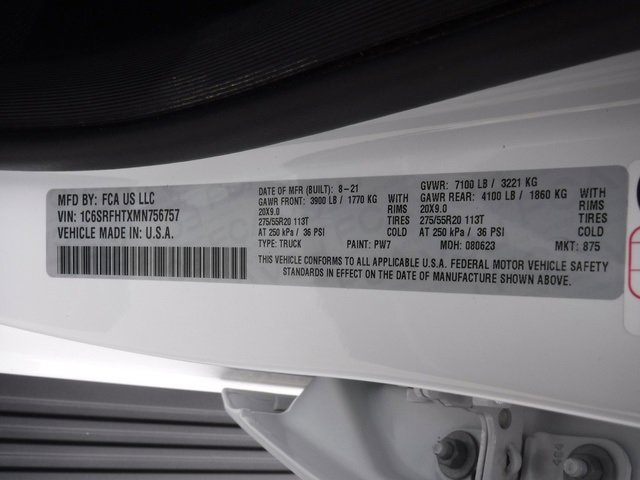 MFD BY: FCA US LLC
VIN: 1C6SRFHTXMN756757
VEHICLE MADE IN U.S.A.
DATE OF MFR (BUILT): 8-21
GAWR FRONT: 3900 LB / 1770 KG WITH
20X9.0 RIMS
275/55R20 113T TIRES
AT 250 kPa / 36 PSI COLD
TYPE: TRUCK PAINT: PW7
GVWR: 7100 LB / 3221 KG
GAWR REAR: 4100 LB / 1860 KG WITH
20X9.0 RIMS
275/55R20 113T TIRES
AT 250 kPa / 36 PSI COLD
MDH: 080623 MKT: 875
THIS VEHICLE CONFORMS TO ALL APPLICABLE U.S.A. FEDERAL MOTOR VEHICLE SAFETY
STANDARDS IN EFFECT ON THE DATE OF MANUFACTURE SHOWN ABOVE.